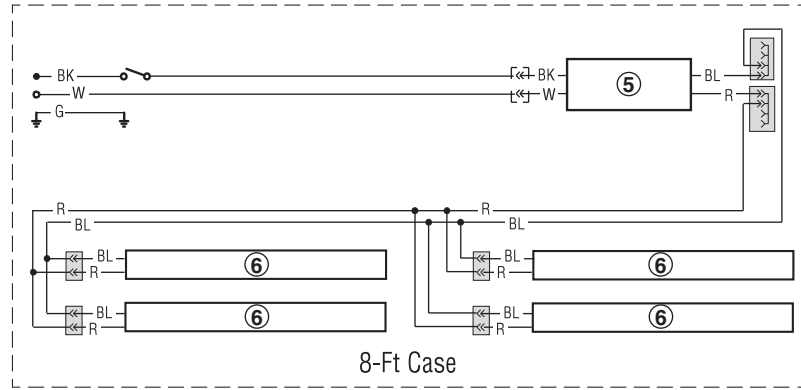 BK BK BL
5
W W R
G
R R
BL BL
BL 6 BL 6
R R
BL 6 BL 6
R R
8-Ft Case